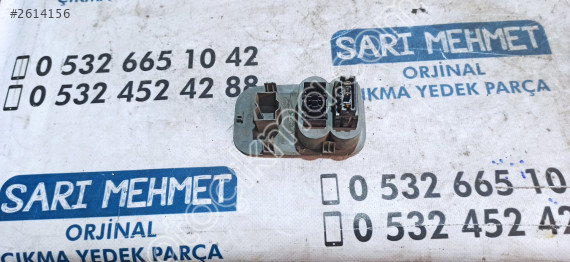 #2614156
SARI MEHMET
ORJİNAL
ÇIKMA YEDEK PARÇA
0 532 665 10 42
0 532 452 42 88
SARI MEHMET
ORJİNAL
ÇIKMA YEDEK PARÇA
0 532 665 10
0 532 452 42